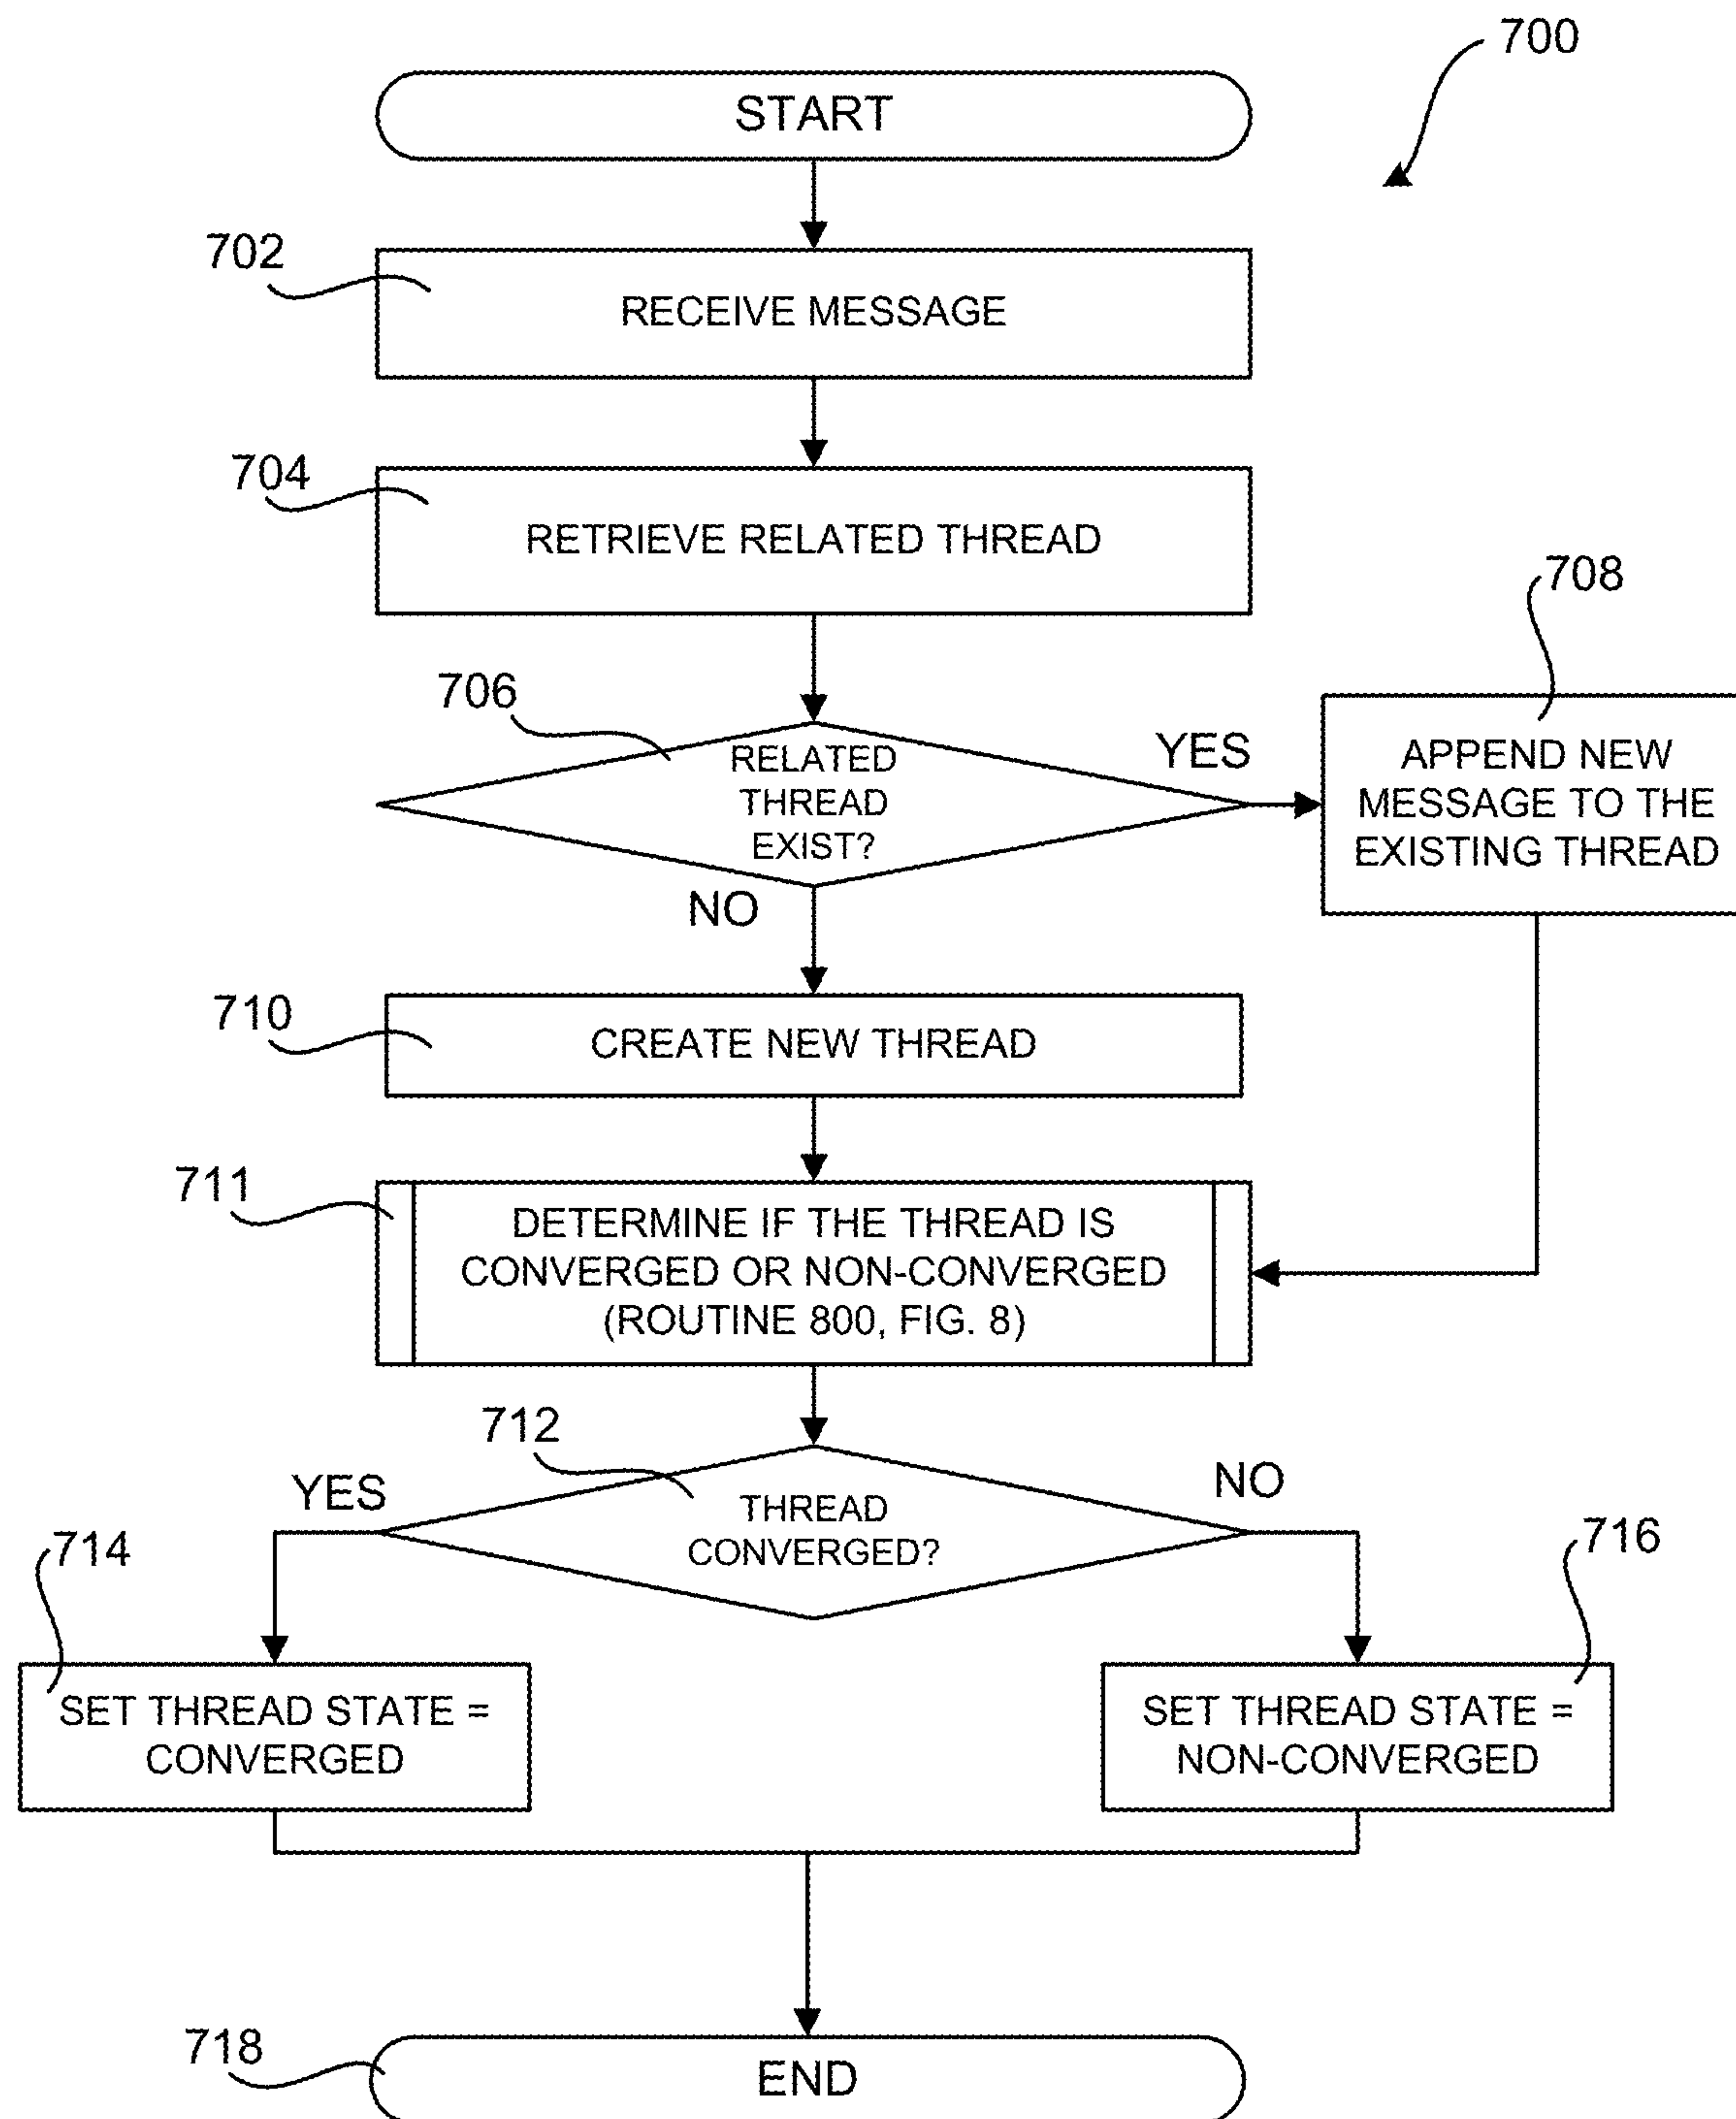 700
START
702
RECEIVE MESSAGE
704
RETRIEVE RELATED THREAD
708
706
RELATED
THREAD
EXIST?
YES
APPEND NEW
MESSAGE TO THE
EXISTING THREAD
NO
710
CREATE NEW THREAD
711
DETERMINE IF THE THREAD IS
CONVERGED OR NON-CONVERGED
(ROUTINE 800, FIG. 8)
712
YES
NO
THREAD
CONVERGED?
714
716
SET THREAD STATE =
CONVERGED
SET THREAD STATE =
NON-CONVERGED
718
END